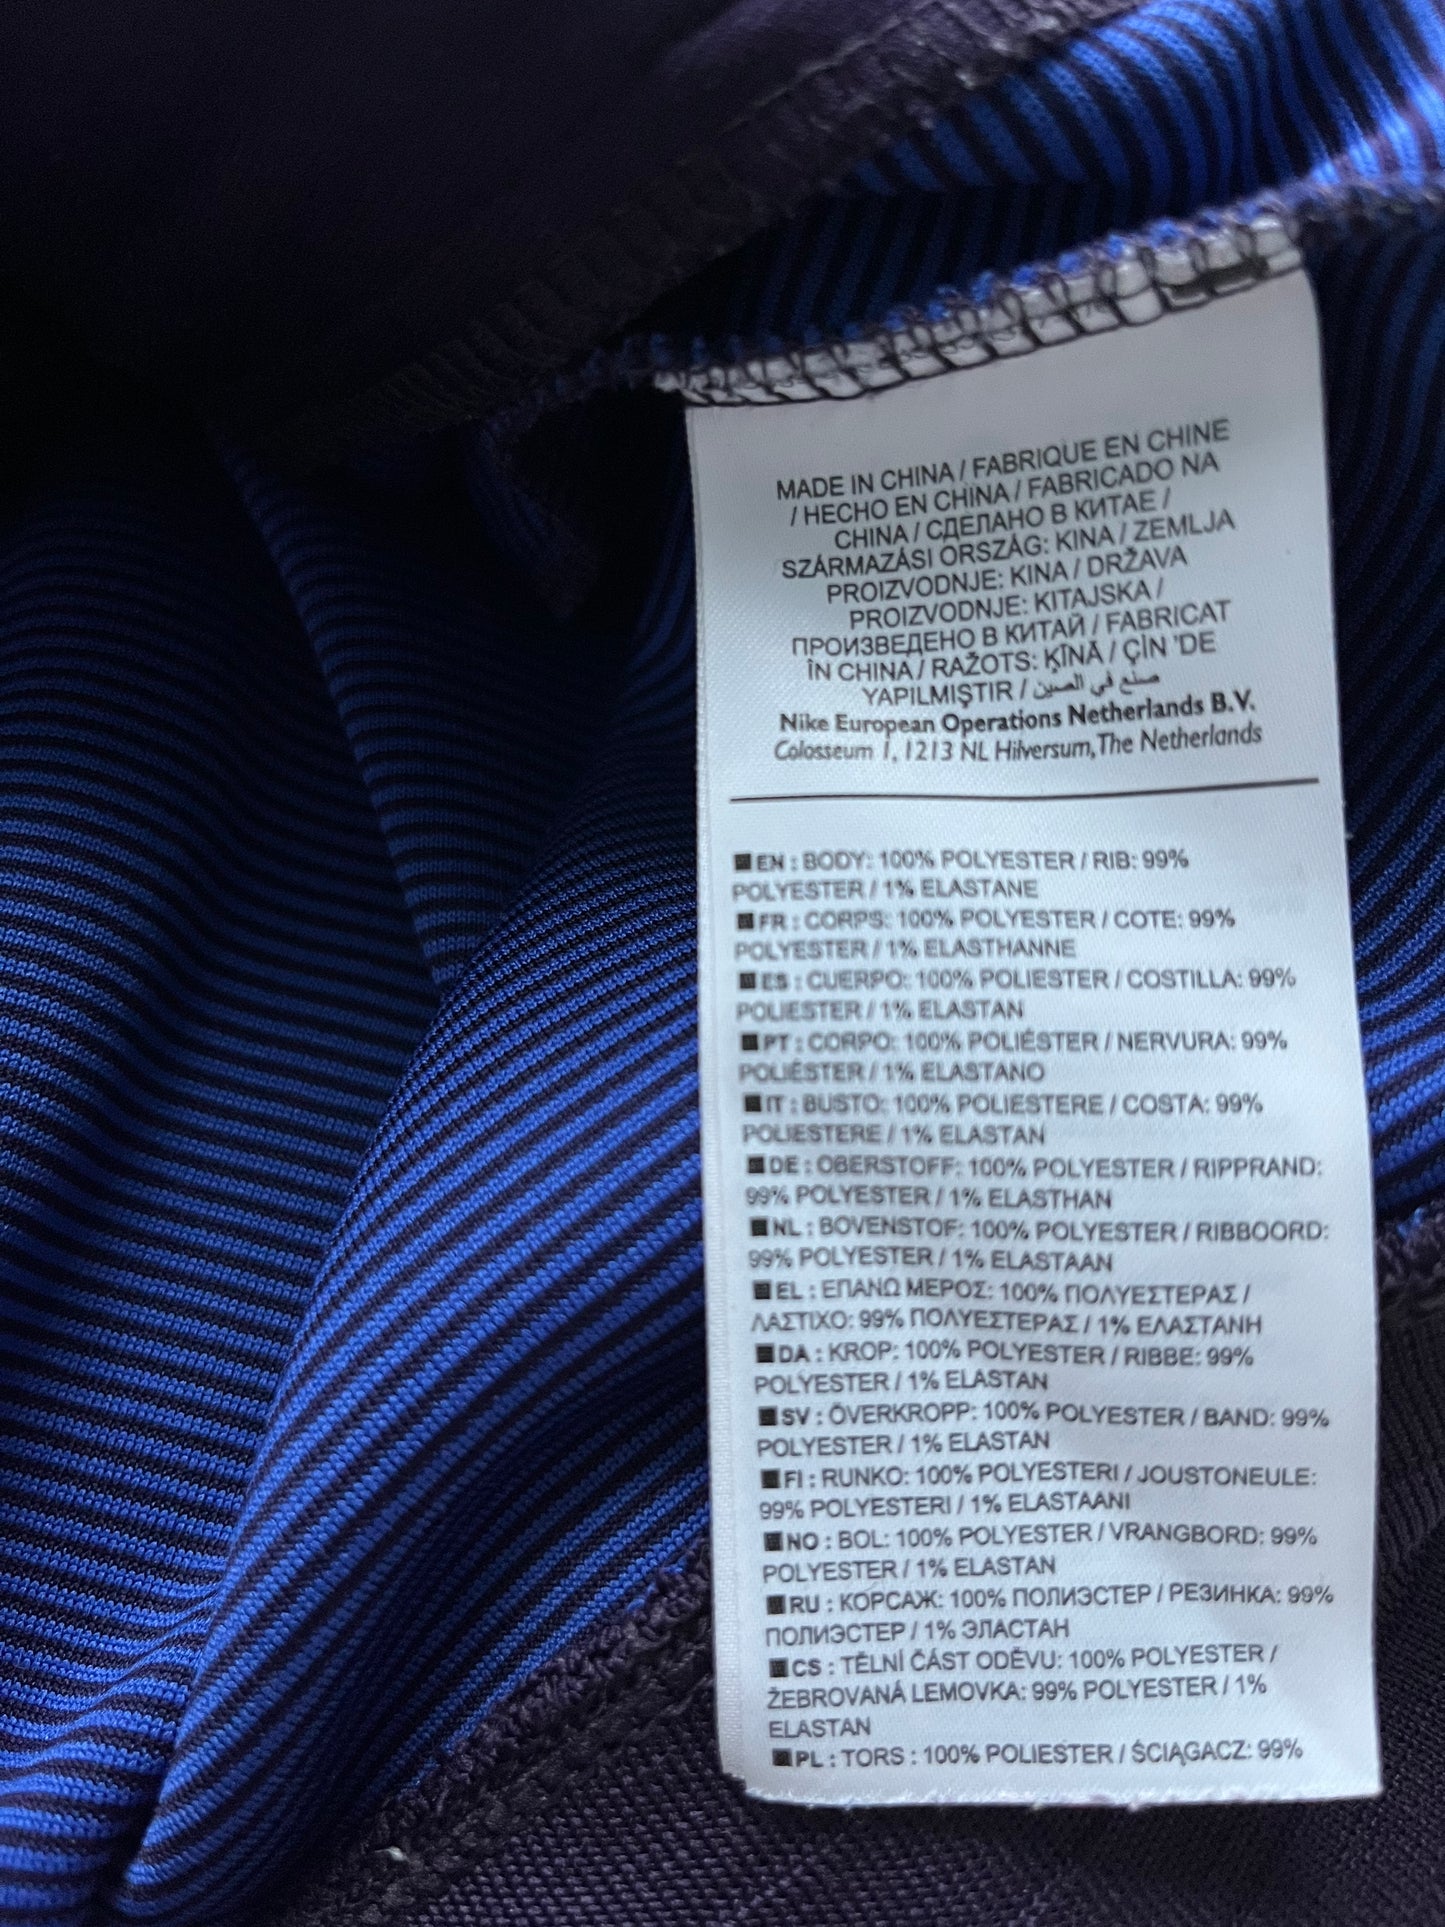 MADE IN CHINA / FABRIQUE EN CHINE
/ HECHO EN CHINA / FABRICADO NA
CHINA / СДЕЛАНО В КИТАЕ /
SZÁRMAZÁSI ORSZÁG: KINA / ZEMLJA
PROIZVODNJE: KINA / DRŽAVA
PROIZVODNJE: KITAJSKA /
ПРОИЗВЕДЕНО В КИТАЙ / FABRICAT
ÎN CHINA / RAŽOTS: ĶĪNĀ / ÇİN 'DE
YAPILMIŞTIR / صنع في الصين
Nike European Operations Netherlands B.V.
Colosseum 1, 1213 NL Hilversum, The Netherlands
■ EN : BODY: 100% POLYESTER / RIB: 99%
POLYESTER / 1% ELASTANE
■ FR : CORPS: 100% POLYESTER / COTE: 99%
POLYESTER / 1% ELASTHANNE
■ ES : CUERPO: 100% POLIESTER / COSTILLA: 99%
POLIESTER / 1% ELASTAN
■ PT : CORPO: 100% POLIÉSTER / NERVURA: 99%
POLIÉSTER / 1% ELASTANO
■ IT : BUSTO: 100% POLIESTERE / COSTA: 99%
POLIESTERE / 1% ELASTAN
■ DE : OBERSTOFF: 100% POLYESTER / RIPPRAND:
99% POLYESTER / 1% ELASTHAN
■ NL : BOVENSTOF: 100% POLYESTER / RIBBOORD:
99% POLYESTER / 1% ELASTAAN
■ EL : ΕΠΑΝΩ ΜΕΡΟΣ: 100% ΠΟΛΥΕΣΤΕΡΑΣ /
ΛΑΣΤΙΧΟ: 99% ΠΟΛΥΕΣΤΕΡΑΣ / 1% ΕΛΑΣΤΑΝΗ
■ DA : KROP: 100% POLYESTER / RIBBE: 99%
POLYESTER / 1% ELASTAN
■ SV : ÖVERKROPP: 100% POLYESTER / BAND: 99%
POLYESTER / 1% ELASTAN
■ FI : RUNKO: 100% POLYESTERI / JOUSTONEULE:
99% POLYESTERI / 1% ELASTAANI
■ NO : BOL: 100% POLYESTER / VRANGBORD: 99%
POLYESTER / 1% ELASTAN
■ RU : КОРСАЖ: 100% ПОЛИЭСТЕР / РЕЗИНКА: 99%
ПОЛИЭСТЕР / 1% ЭЛАСТАН
■ CS : TĚLNÍ ČÁST ODĚVU: 100% POLYESTER /
ŽEBROVANÁ LEMOVKA: 99% POLYESTER / 1%
ELASTAN
■ PL : TORS : 100% POLIESTER / ŚCIĄGACZ: 99%